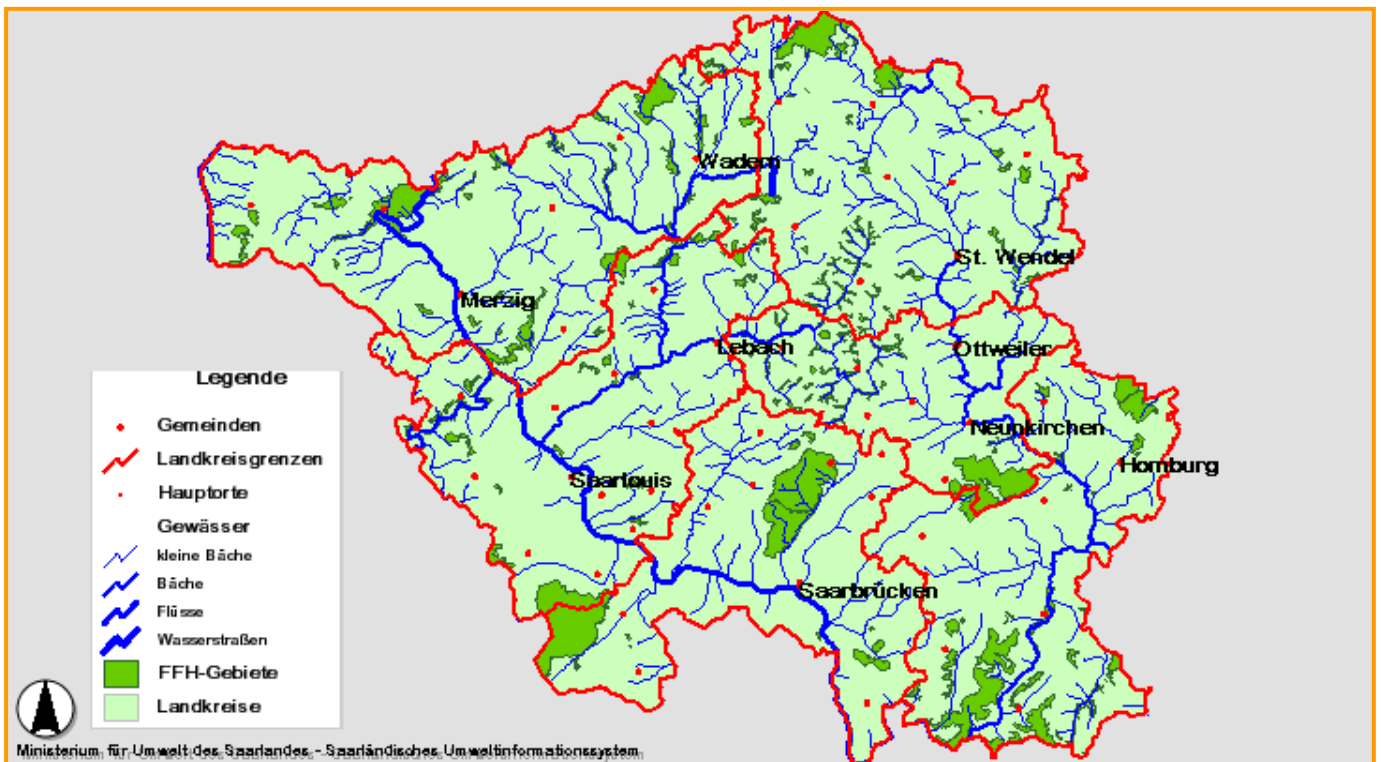 Wadern
St. Wendel
Merzig
Lebach
Ottweiler
Neunkirchen
Homburg
Saarlouis
Saarbrücken
Legende
Gemeinden
Landkreisgrenzen
Hauptorte
Gewässer
kleine Bäche
Bäche
Flüsse
Wasserstraßen
FFH-Gebiete
Landkreise
Ministerium für Umwelt des Saarlandes - Saarländisches Umweltinformationssystem